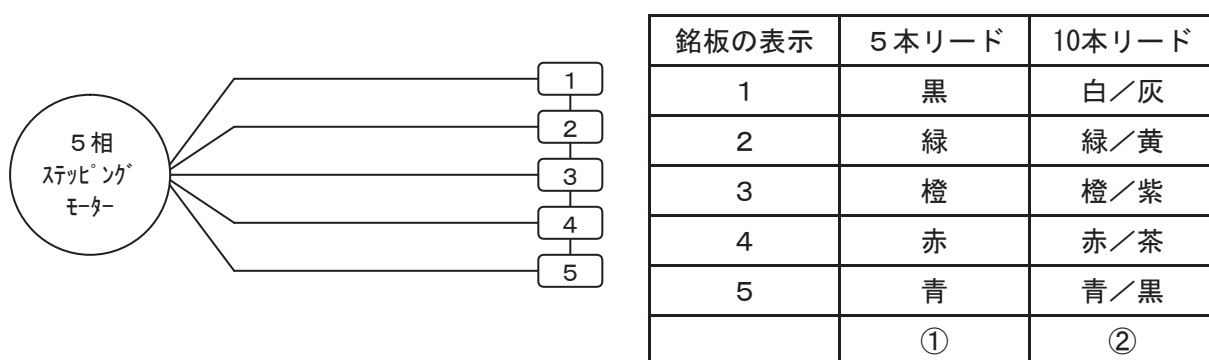 5相
ｽﾃｯﾋﾟﾝｸﾞ
ﾓｰﾀｰ
1
2
3
4
5
銘板の表示 5本リード 10本リード
1 黒 白／灰
2 緑 緑／黄
3 橙 橙／紫
4 赤 赤／茶
5 青 青／黒
① ②